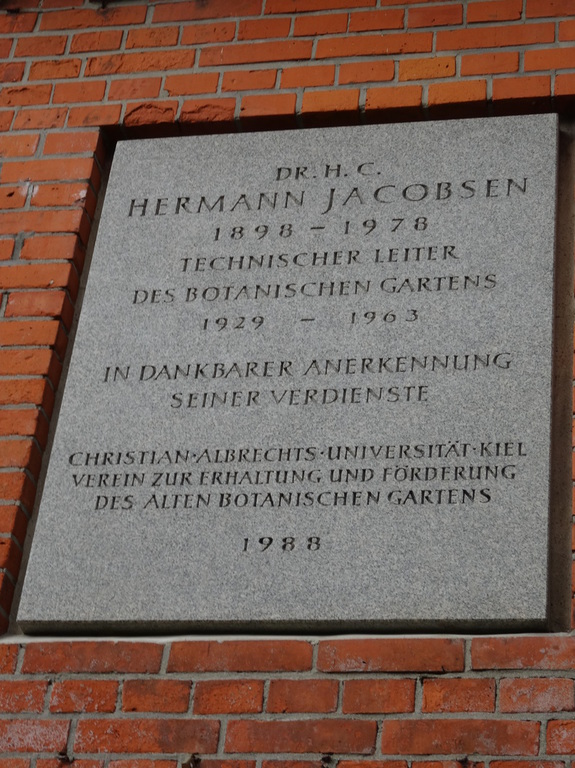 DR. H. C.
HERMANN JACOBSEN
1898 – 1978
TECHNISCHER LEITER
DES BOTANISCHEN GARTENS
1929 – 1963
IN DANKBARER ANERKENNUNG
SEINER VERDIENSTE
CHRISTIAN·ALBRECHTS·UNIVERSITÄT·KIEL
VEREIN ZUR ERHALTUNG UND FÖRDERUNG
DES ALTEN BOTANISCHEN GARTENS
1988